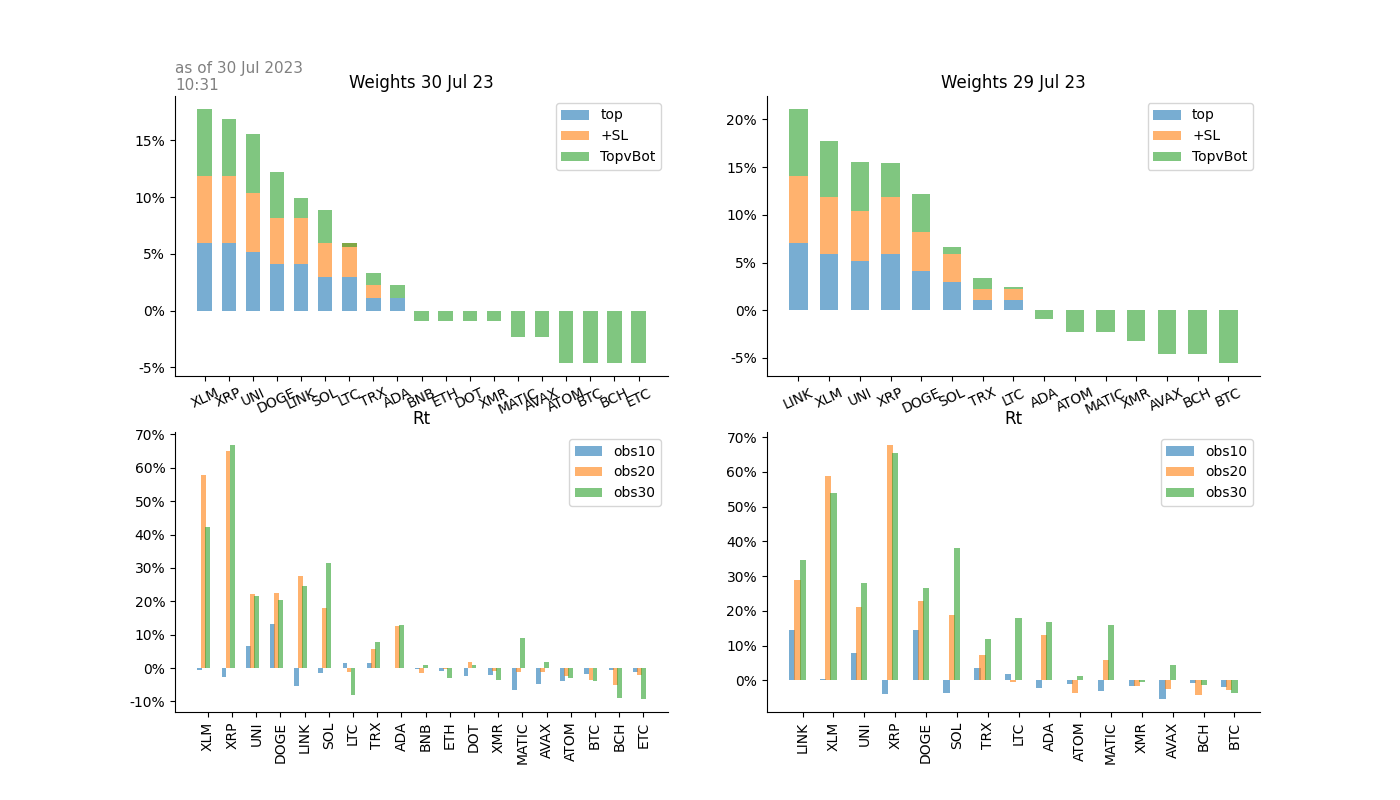 as of 30 Jul 2023
10:31
Weights 30 Jul 23
top
+SL
TopvBot
15%
10%
5%
0%
-5%
XLM XRP UNI DOGE LINK SOL LTC TRX ADA BNB ETH DOT XMR MATIC AVAX ATOM BTC BCH ETC
Weights 29 Jul 23
top
+SL
TopvBot
20%
15%
10%
5%
0%
-5%
LINK XLM UNI XRP DOGE SOL TRX LTC ADA ATOM MATIC XMR AVAX BCH BTC
Rt
obs10
obs20
obs30
70%
60%
50%
40%
30%
20%
10%
0%
-10%
XLM XRP UNI DOGE LINK SOL LTC TRX ADA BNB ETH DOT XMR MATIC AVAX ATOM BTC BCH ETC
Rt
obs10
obs20
obs30
70%
60%
50%
40%
30%
20%
10%
0%
LINK XLM UNI XRP DOGE SOL TRX LTC ADA ATOM MATIC XMR AVAX BCH BTC